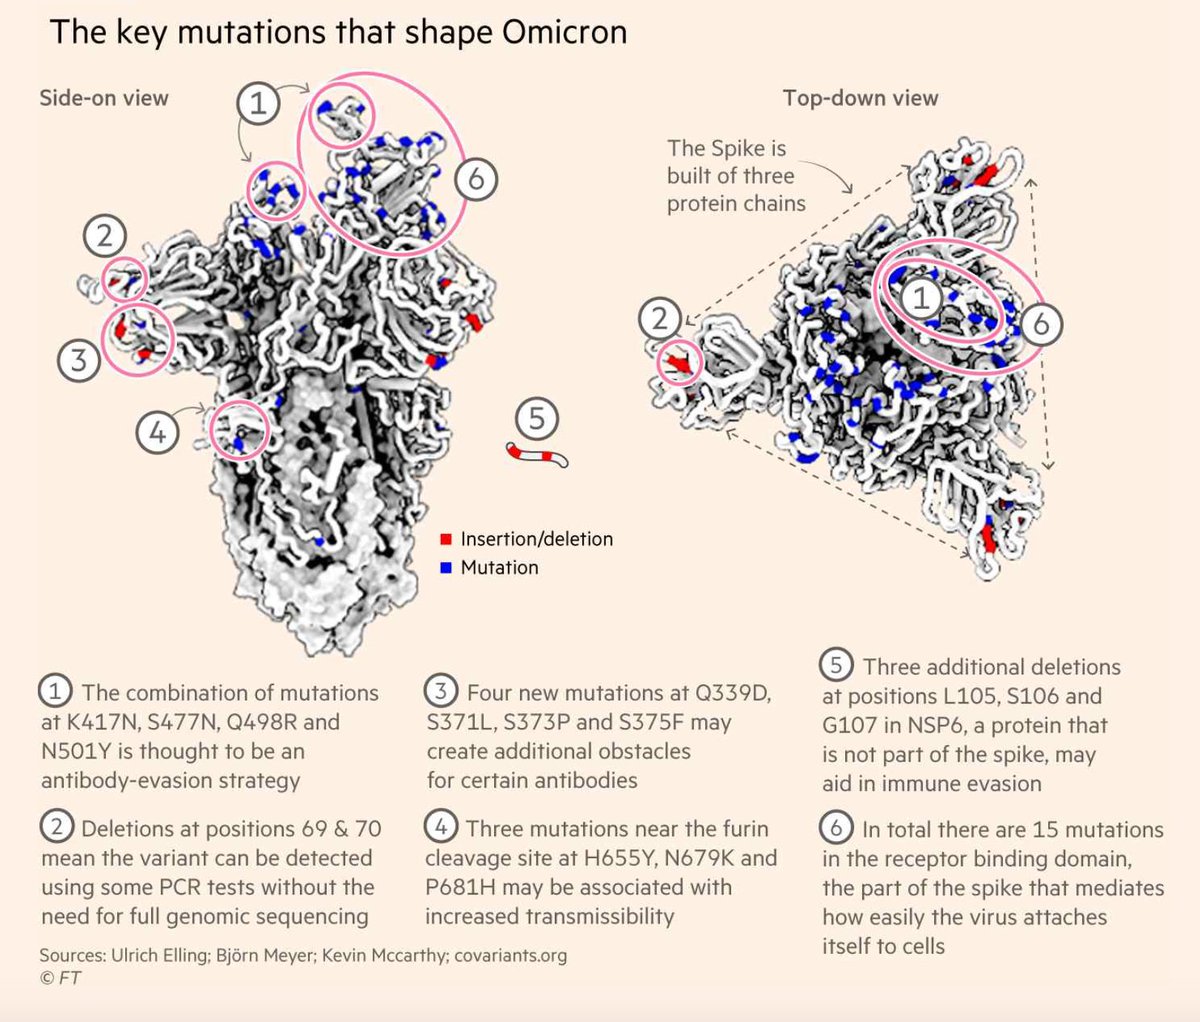 The key mutations that shape Omicron
Side-on view
Top-down view
1
6
2
3
4
5
The Spike is
built of three
protein chains
1
2
6
Insertion/deletion
Mutation
1 The combination of mutations
at K417N, S477N, Q498R and
N501Y is thought to be an
antibody-evasion strategy
2 Deletions at positions 69 & 70
mean the variant can be detected
using some PCR tests without the
need for full genomic sequencing
3 Four new mutations at Q339D,
S371L, S373P and S375F may
create additional obstacles
for certain antibodies
4 Three mutations near the furin
cleavage site at H655Y, N679K and
P681H may be associated with
increased transmissibility
5 Three additional deletions
at positions L105, S106 and
G107 in NSP6, a protein that
is not part of the spike, may
aid in immune evasion
6 In total there are 15 mutations
in the receptor binding domain,
the part of the spike that mediates
how easily the virus attaches
itself to cells
Sources: Ulrich Elling; Björn Meyer; Kevin Mccarthy; covariants.org
© FT